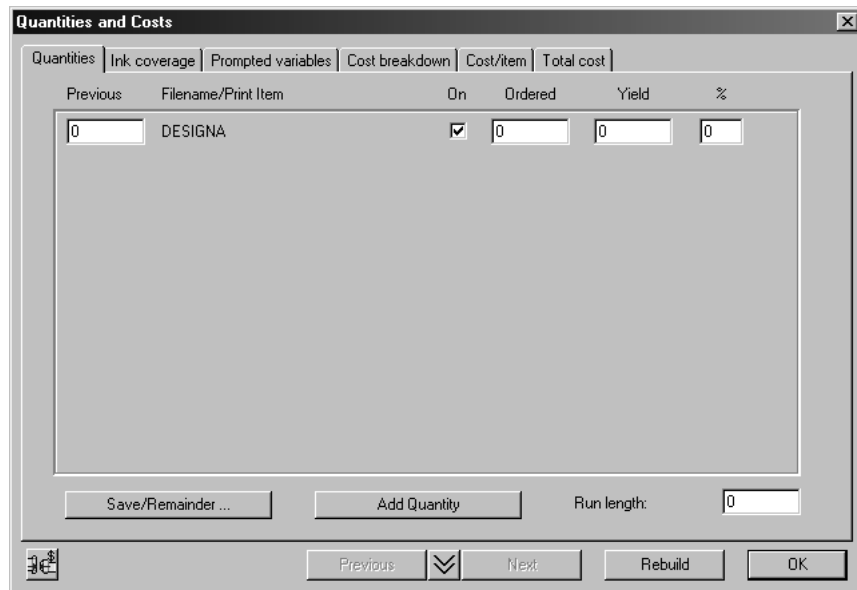 Quantities and Costs
Quantities Ink coverage Prompted variables Cost breakdown Cost/item Total cost
Previous Filename/Print Item On Ordered Yield %
0 DESIGNA 0 0 0
Save/Remainder ... Add Quantity Run length: 0
Previous Next Rebuild OK